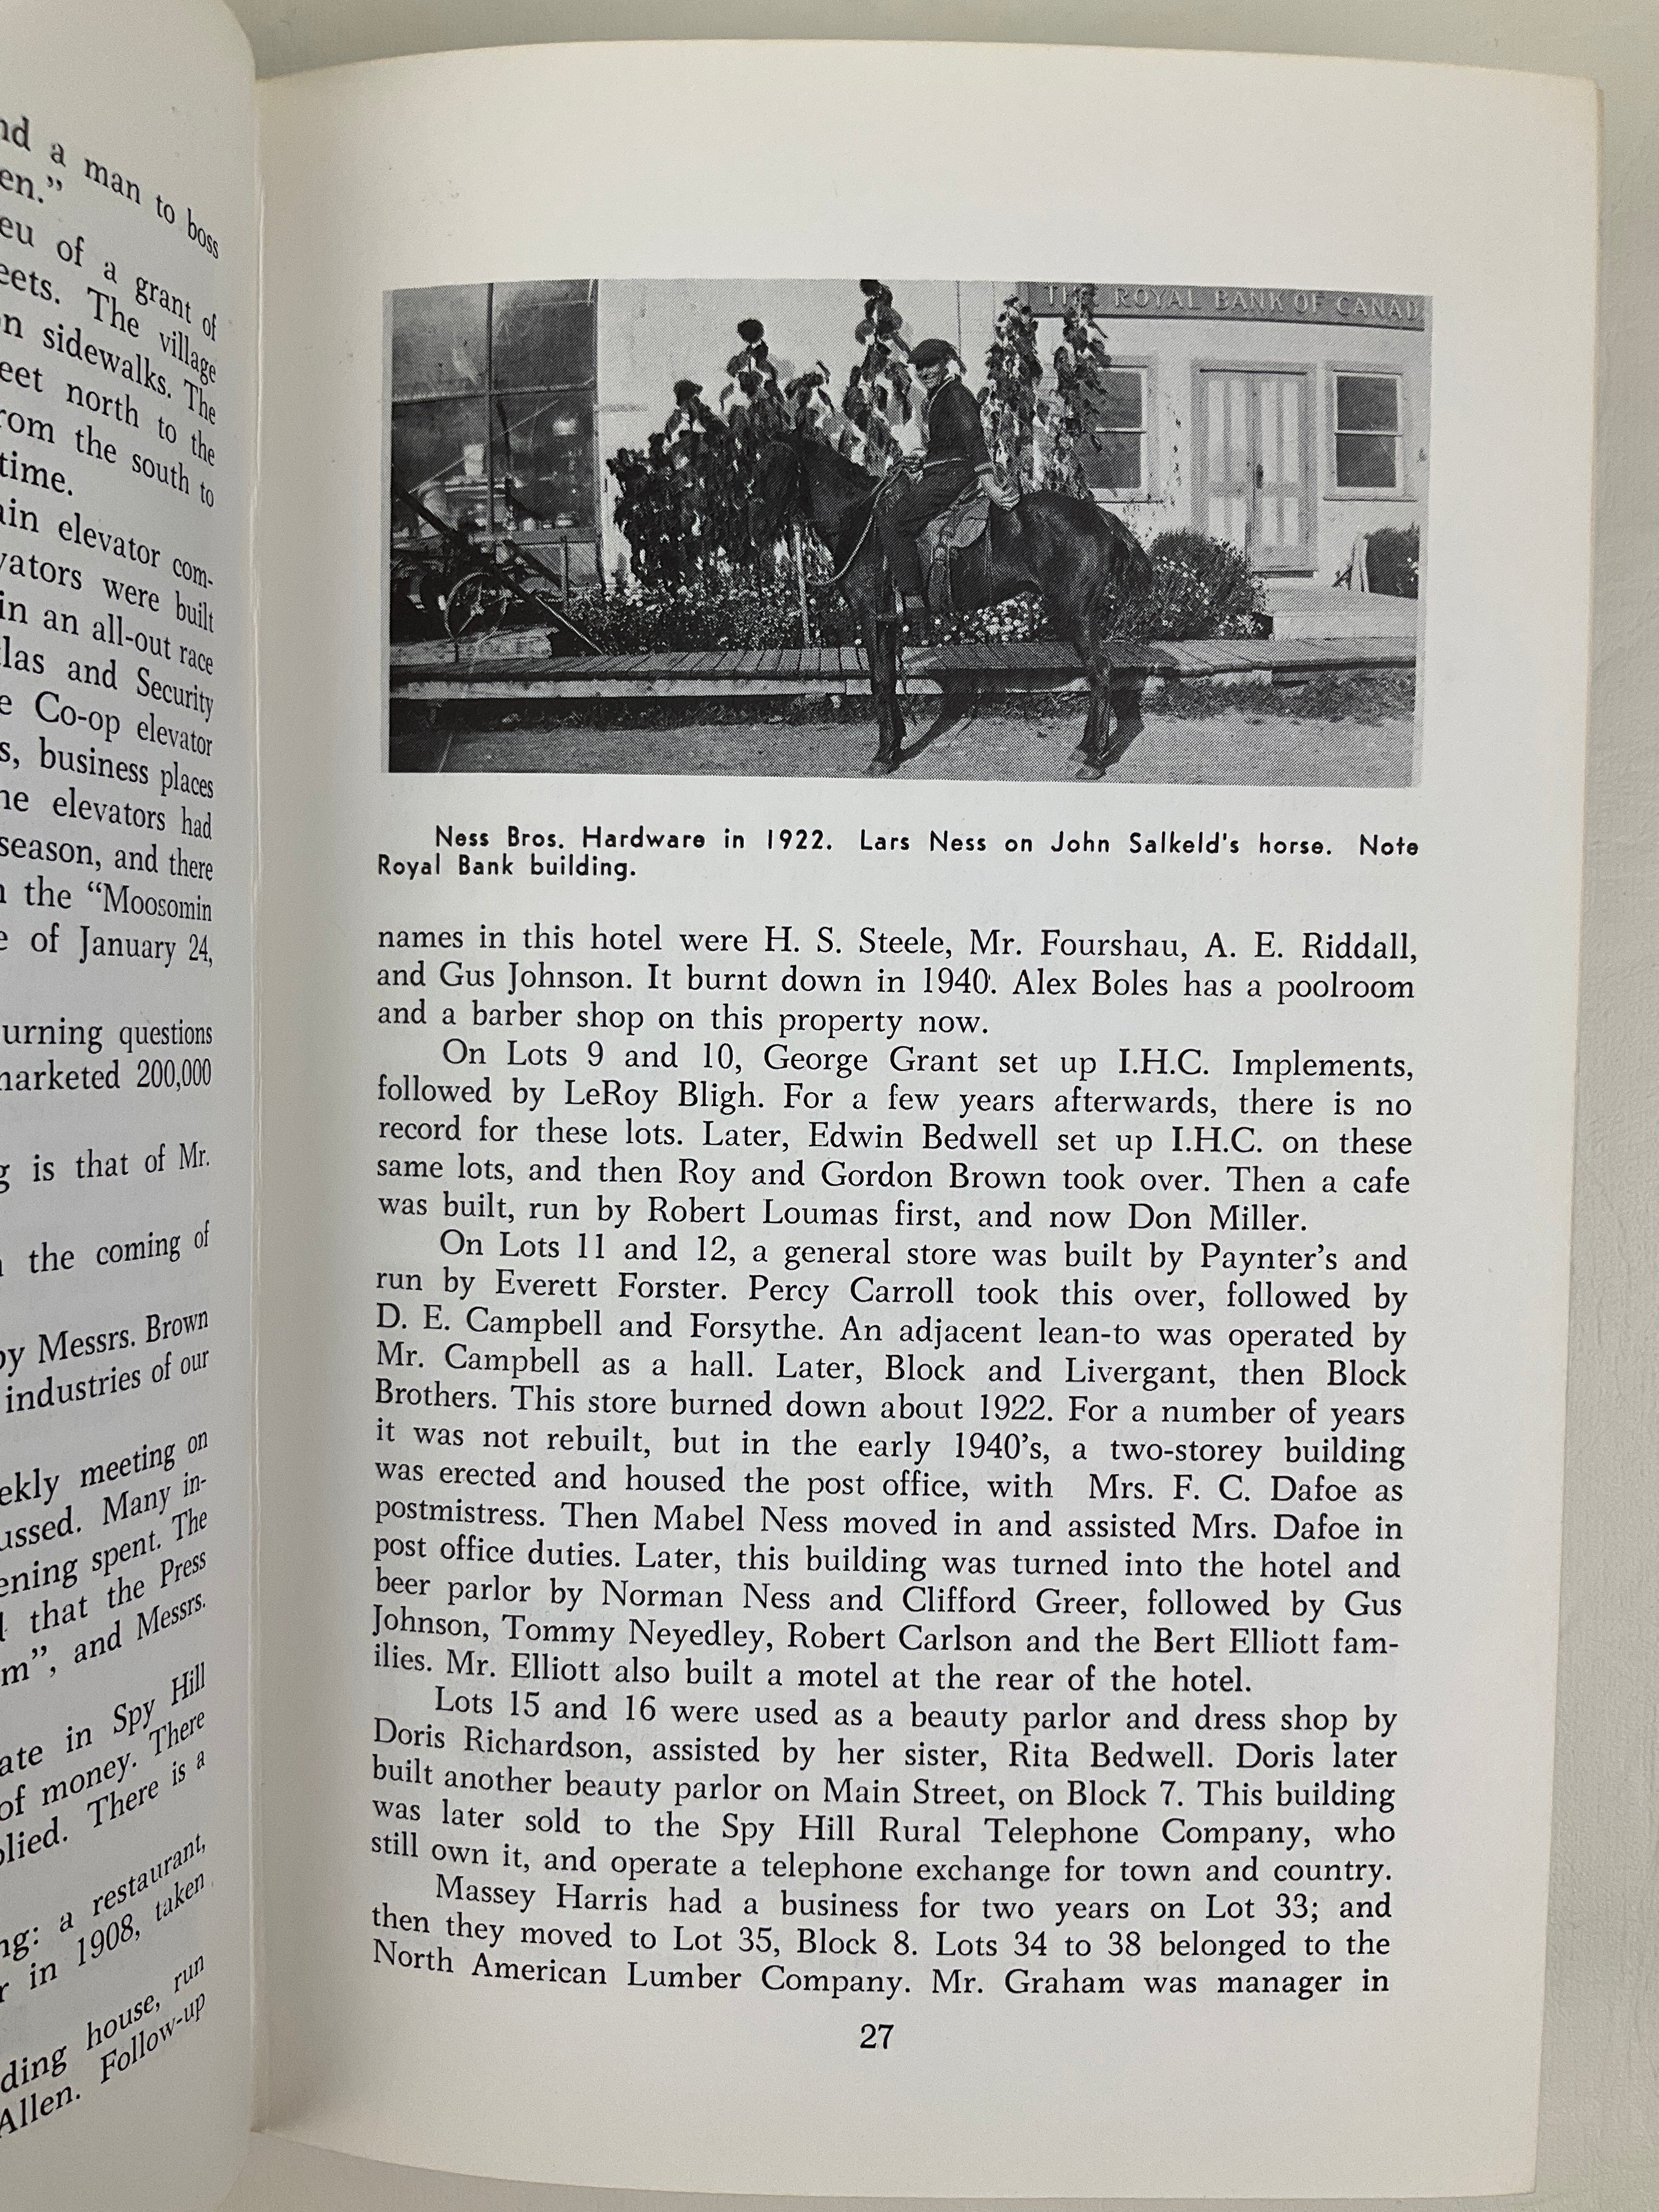 nd a man to boss
en.”
eu of a grant of
eets. The village
on sidewalks. The
eet north to the
rom the south to
time.
ain elevator com-
vators were built
in an all-out race
las and Security
e Co-op elevator
s, business places
he elevators had
season, and there
n the “Moosomin
e of January 24,
urning questions
marketed 200,000
g is that of Mr.
n the coming of
by Messrs. Brown
industries of our
ekly meeting on
ussed. Many in-
ening spent. The
d that the Press
m”, and Messrs.
ate in Spy Hill
of money. There
plied. There is a
ng: a restaurant,
r in 1908, taken
ding house, run
Allen. Follow-up
THE ROYAL BANK OF CANAD
Ness Bros. Hardware in 1922. Lars Ness on John Salkeld's horse. Note
Royal Bank building.
names in this hotel were H. S. Steele, Mr. Fourshau, A. E. Riddall,
and Gus Johnson. It burnt down in 1940. Alex Boles has a poolroom
and a barber shop on this property now.
On Lots 9 and 10, George Grant set up I.H.C. Implements,
followed by LeRoy Bligh. For a few years afterwards, there is no
record for these lots. Later, Edwin Bedwell set up I.H.C. on these
same lots, and then Roy and Gordon Brown took over. Then a cafe
was built, run by Robert Loumas first, and now Don Miller.
On Lots 11 and 12, a general store was built by Paynter’s and
run by Everett Forster. Percy Carroll took this over, followed by
D. E. Campbell and Forsythe. An adjacent lean-to was operated by
Mr. Campbell as a hall. Later, Block and Livergant, then Block
Brothers. This store burned down about 1922. For a number of years
it was not rebuilt, but in the early 1940’s, a two-storey building
was erected and housed the post office, with Mrs. F. C. Dafoe as
postmistress. Then Mabel Ness moved in and assisted Mrs. Dafoe in
post office duties. Later, this building was turned into the hotel and
beer parlor by Norman Ness and Clifford Greer, followed by Gus
Johnson, Tommy Neyedley, Robert Carlson and the Bert Elliott fam-
ilies. Mr. Elliott also built a motel at the rear of the hotel.
Lots 15 and 16 were used as a beauty parlor and dress shop by
Doris Richardson, assisted by her sister, Rita Bedwell. Doris later
built another beauty parlor on Main Street, on Block 7. This building
was later sold to the Spy Hill Rural Telephone Company, who
still own it, and operate a telephone exchange for town and country.
Massey Harris had a business for two years on Lot 33; and
then they moved to Lot 35, Block 8. Lots 34 to 38 belonged to the
North American Lumber Company. Mr. Graham was manager in
27